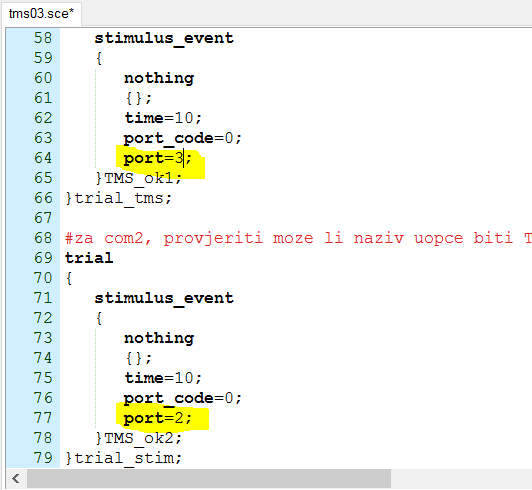 tms03.sce*
58 stimulus_event
59 {
60 nothing
61 {};
62 time=10;
63 port_code=0;
64 port=3;
65 }TMS_ok1;
66 }trial_tms;
67
68 #za com2, provjeriti moze li naziv uopce biti T
69 trial
70 {
71 stimulus_event
72 {
73 nothing
74 {};
75 time=10;
76 port_code=0;
77 port=2;
78 }TMS_ok2;
79 }trial_stim;